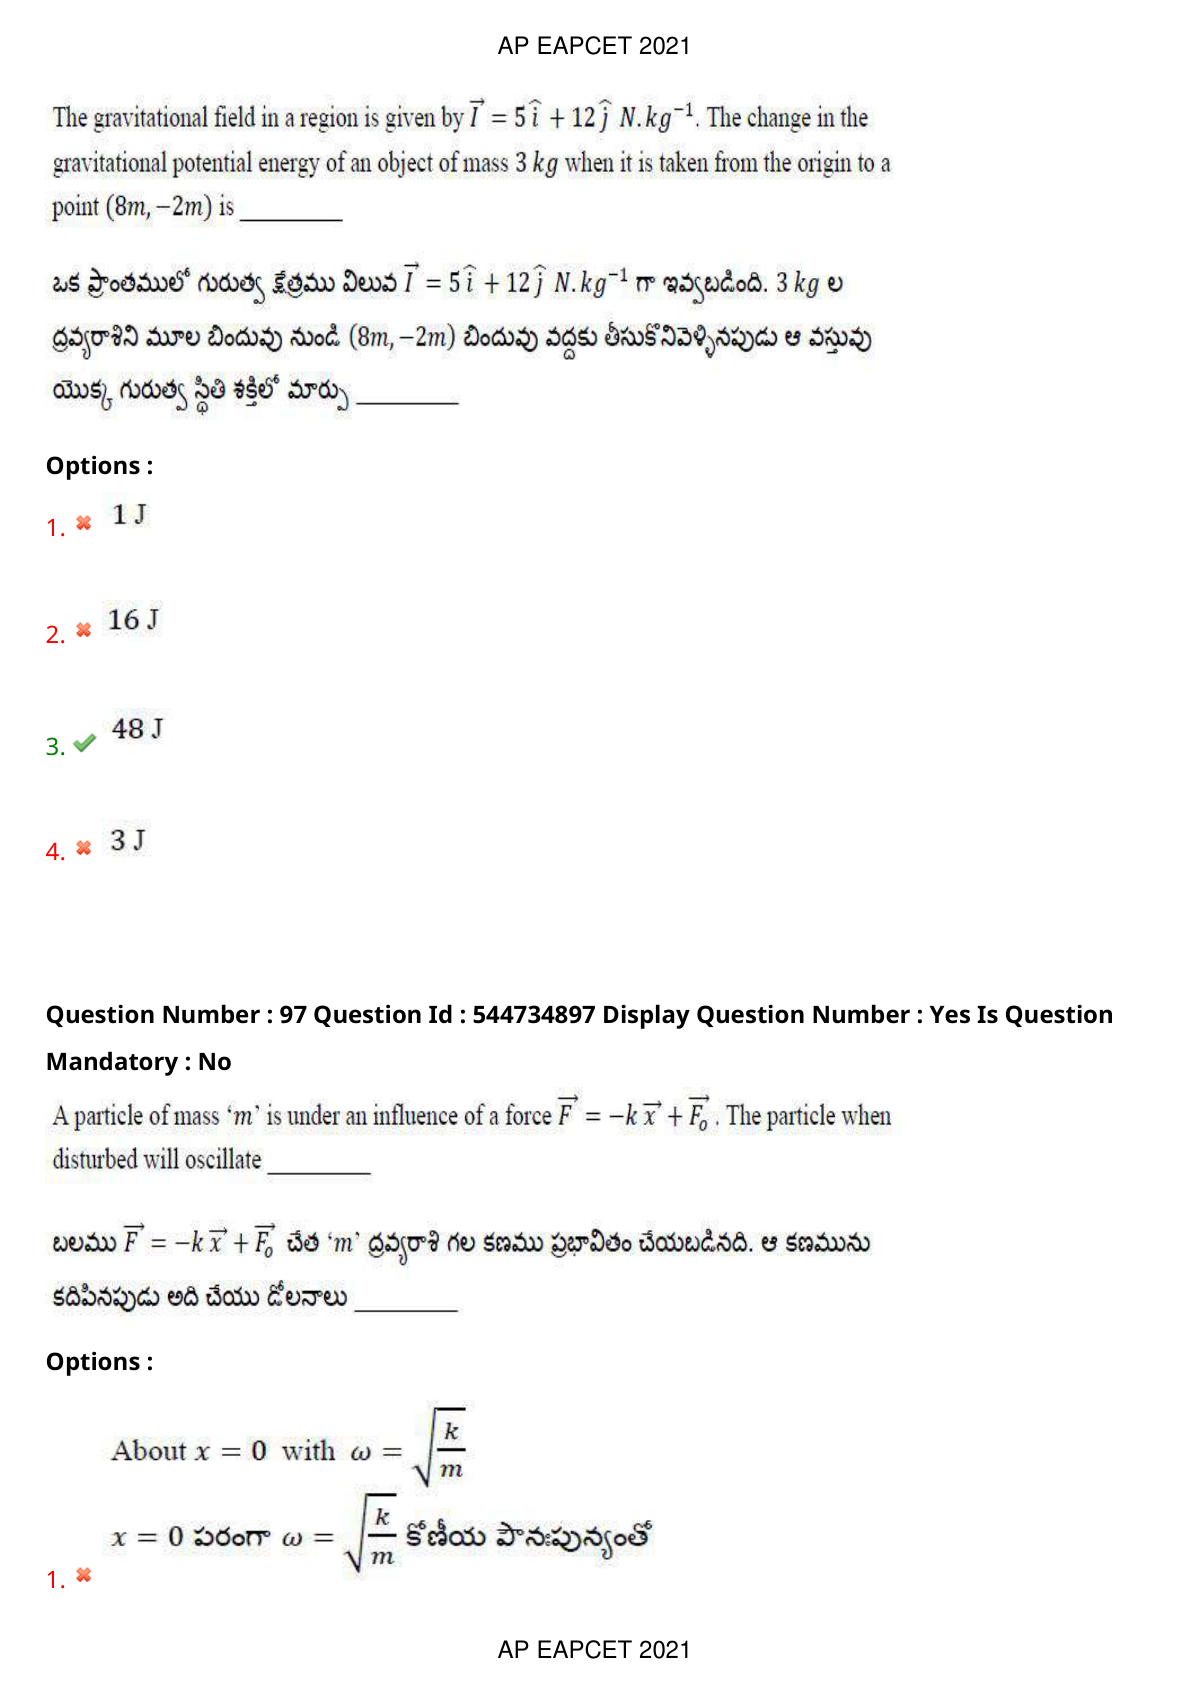 AP EAPCET 2021
The gravitational field in a region is given by $\vec{I} = 5\hat{i} + 12\hat{j}\ N.kg^{-1}$. The change in the
gravitational potential energy of an object of mass 3 kg when it is taken from the origin to a
point (8m, −2m) is ________
ఒక ప్రాంతములో గురుత్వ క్షేత్రము విలువ $\vec{I} = 5\hat{i} + 12\hat{j}\ N.kg^{-1}$ గా ఇవ్వబడింది. 3 kg ల
ద్రవ్యరాశిని మూల బిందువు నుండి (8m, −2m) బిందువు వద్దకు తీసుకొనివెళ్ళినపుడు ఆ వస్తువు
యొక్క గురుత్వ స్థితి శక్తిలో మార్పు ________
Options :
1. 1 J
2. 16 J
3. 48 J
4. 3 J
Question Number : 97 Question Id : 544734897 Display Question Number : Yes Is Question
Mandatory : No
A particle of mass ‘m’ is under an influence of a force $\vec{F} = -k\vec{x} + \vec{F_o}$ . The particle when
disturbed will oscillate ________
బలము $\vec{F} = -k\vec{x} + \vec{F_o}$ చేత ‘m’ ద్రవ్యరాశి గల కణము ప్రభావితం చేయబడినది. ఆ కణమును
కదిపినపుడు అది చేయు డోలనాలు ________
Options :
About x = 0 with $\omega = \sqrt{\frac{k}{m}}$
x = 0 పరంగా $\omega = \sqrt{\frac{k}{m}}$ కోణీయ పౌనఃపున్యంతో
1.
AP EAPCET 2021